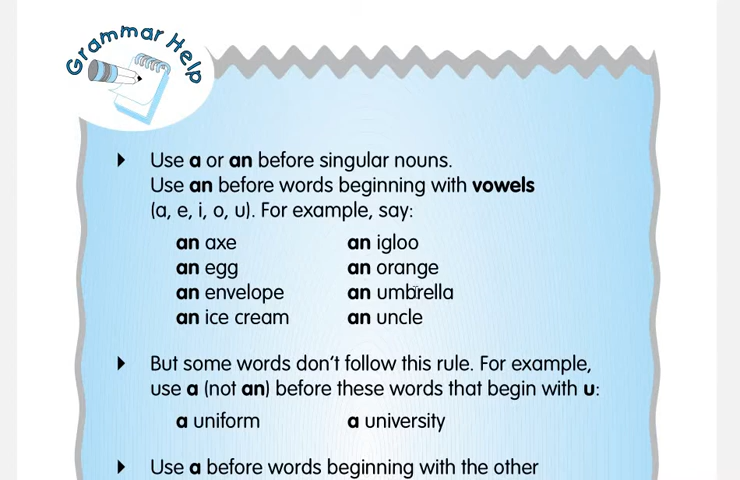 Grammar Help
Use a or an before singular nouns.
Use an before words beginning with vowels
(a, e, i, o, u). For example, say:
an axe an igloo
an egg an orange
an envelope an umbrella
an ice cream an uncle
But some words don't follow this rule. For example,
use a (not an) before these words that begin with u:
a uniform a university
Use a before words beginning with the other